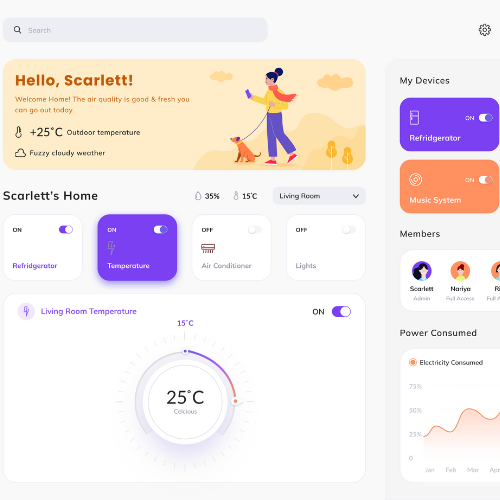 Search
Hello, Scarlett!
Welcome Home! The air quality is good & fresh you
can go out today.
+25°C Outdoor temperature
Fuzzy cloudy weather
Scarlett's Home
35%
15°C
Living Room
ON
Refridgerator
ON
Temperature
OFF
Air Conditioner
OFF
Lights
Living Room Temperature
ON
15°C
25°C
Celcious
My Devices
ON
Refridgerator
ON
Music System
Members
Scarlett
Admin
Nariya
Full Access
Ri
Full A
Power Consumed
Electricity Consumed
75%
50%
25%
0
Jan
Feb
Mar
Apr